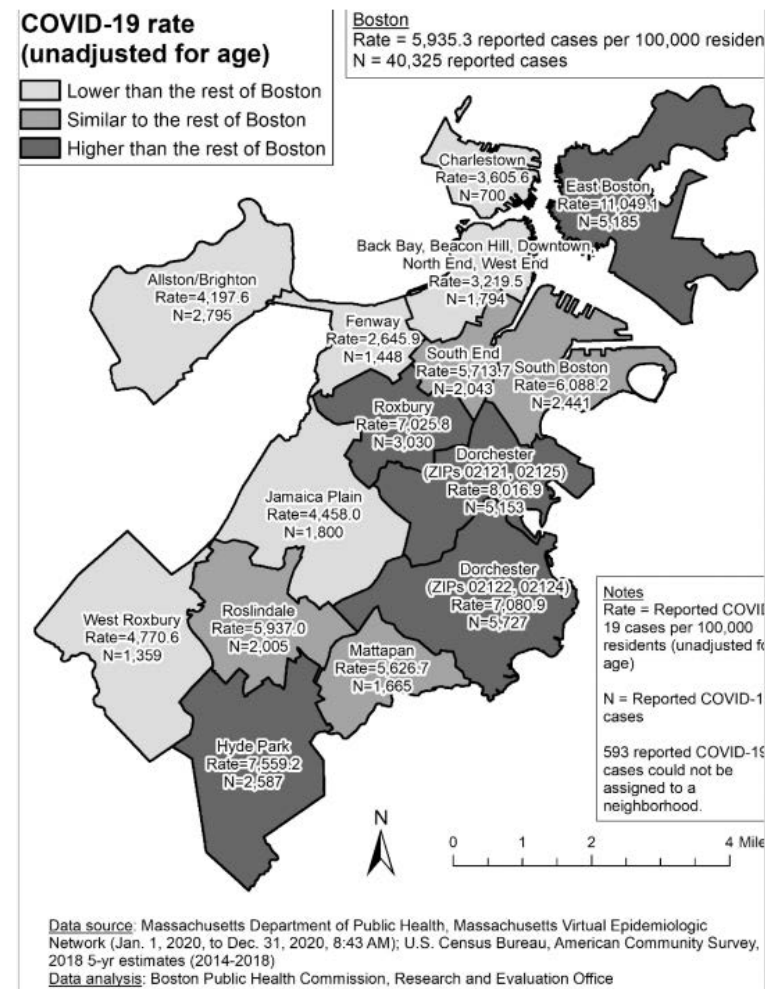 COVID-19 rate
(unadjusted for age)
Lower than the rest of Boston
Similar to the rest of Boston
Higher than the rest of Boston
Boston
Rate = 5,935.3 reported cases per 100,000 residen
N = 40,325 reported cases
Charlestown
Rate=3,605.6
N=700
East Boston
Rate=11,049.1
N=5,185
Back Bay, Beacon Hill, Downtown,
North End, West End
Rate=3,219.5
N=1,794
Allston/Brighton
Rate=4,197.6
N=2,795
Fenway
Rate=2,645.9
N=1,448
South End
Rate=5,713.7
N=2,043
South Boston
Rate=6,088.2
N=2,441
Roxbury
Rate=7,025.8
N=3,030
Dorchester
(ZIPs 02121, 02125)
Rate=8,016.9
N=5,153
Jamaica Plain
Rate=4,458.0
N=1,800
Dorchester
(ZIPs 02122, 02124)
Rate=7,080.9
N=5,727
West Roxbury
Rate=4,770.6
N=1,359
Roslindale
Rate=5,937.0
N=2,005
Mattapan
Rate=5,626.7
N=1,665
Hyde Park
Rate=7,559.2
N=2,587
Notes
Rate = Reported COVID
19 cases per 100,000
residents (unadjusted fo
age)
N = Reported COVID-1
cases
593 reported COVID-19
cases could not be
assigned to a
neighborhood.
N
0 1 2 4 Mile
Data source: Massachusetts Department of Public Health, Massachusetts Virtual Epidemiologic
Network (Jan. 1, 2020, to Dec. 31, 2020, 8:43 AM); U.S. Census Bureau, American Community Survey,
2018 5-yr estimates (2014-2018)
Data analysis: Boston Public Health Commission, Research and Evaluation Office